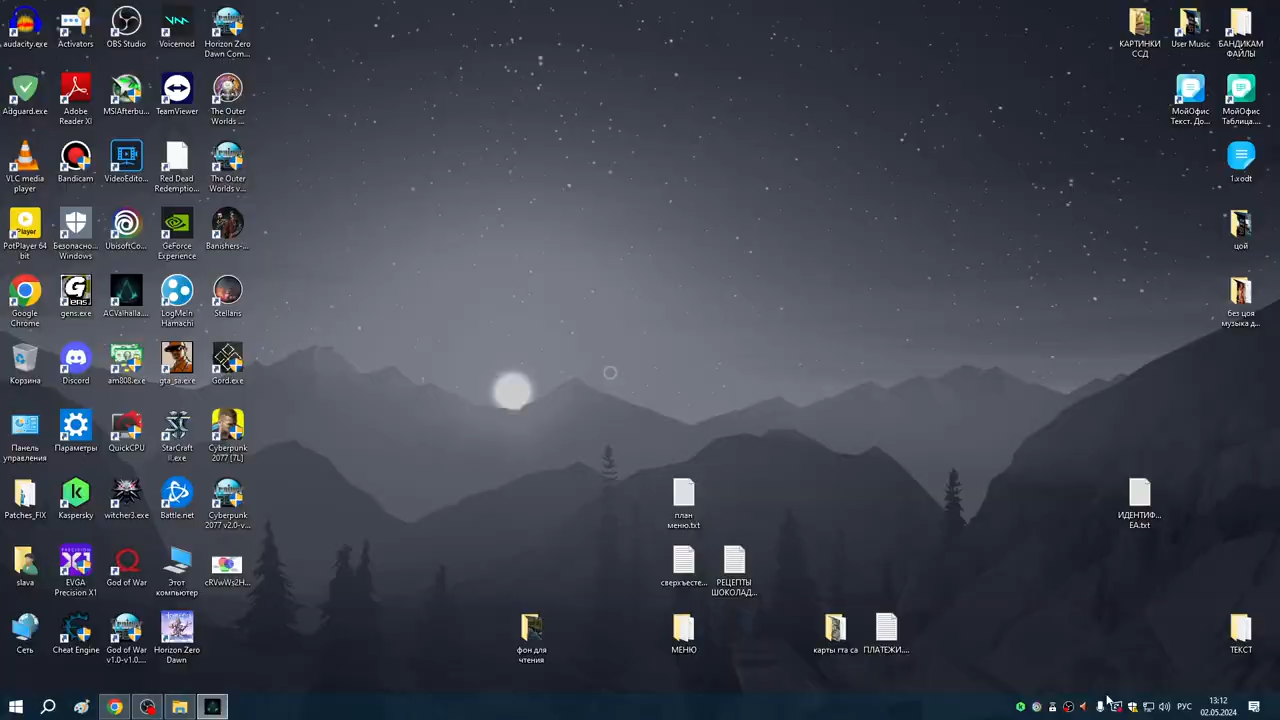 audacity.exe
Activators
OBS Studio
Voicemod
Horizon Zero
Dawn Com...
КАРТИНКИ
ССД
User Music
БАНДИКАМ
ФАЙЛЫ
Adguard.exe
Adobe
Reader XI
MSIAfterbu...
TeamViewer
The Outer
Worlds ...
МойОфис
Текст. До...
МойОфис
Таблица....
VLC media
player
Bandicam
VideoEdito...
Red Dead
Redemptio...
The Outer
Worlds v...
1.xodt
PotPlayer 64
bit
Безопасно...
Windows
UbisoftCo...
GeForce
Experience
Banishers-...
цой
Google
Chrome
gens.exe
ACValhalla....
LogMeIn
Hamachi
Stellaris
без цоя
музыка д...
Корзина
Discord
am808.exe
gta_sa.exe
Gord.exe
Панель
управления
Параметры
QuickCPU
StarCraft
II.exe
Cyberpunk
2077 [7L]
Patches_FIX
Kaspersky
witcher3.exe
Battle.net
Cyberpunk
2077 v2.0-v...
план
меню.txt
ИДЕНТИФ...
EA.txt
slava
EVGA
Precision X1
God of War
Этот
компьютер
cRVwWs2H...
сверхъесте...
РЕЦЕПТЫ
ШОКОЛАД...
Сеть
Cheat Engine
God of War
v1.0-v1.0....
Horizon Zero
Dawn
фон для
чтения
МЕНЮ
карты гта са
ПЛАТЕЖИ....
ТЕКСТ
РУС
13:12
02.05.2024